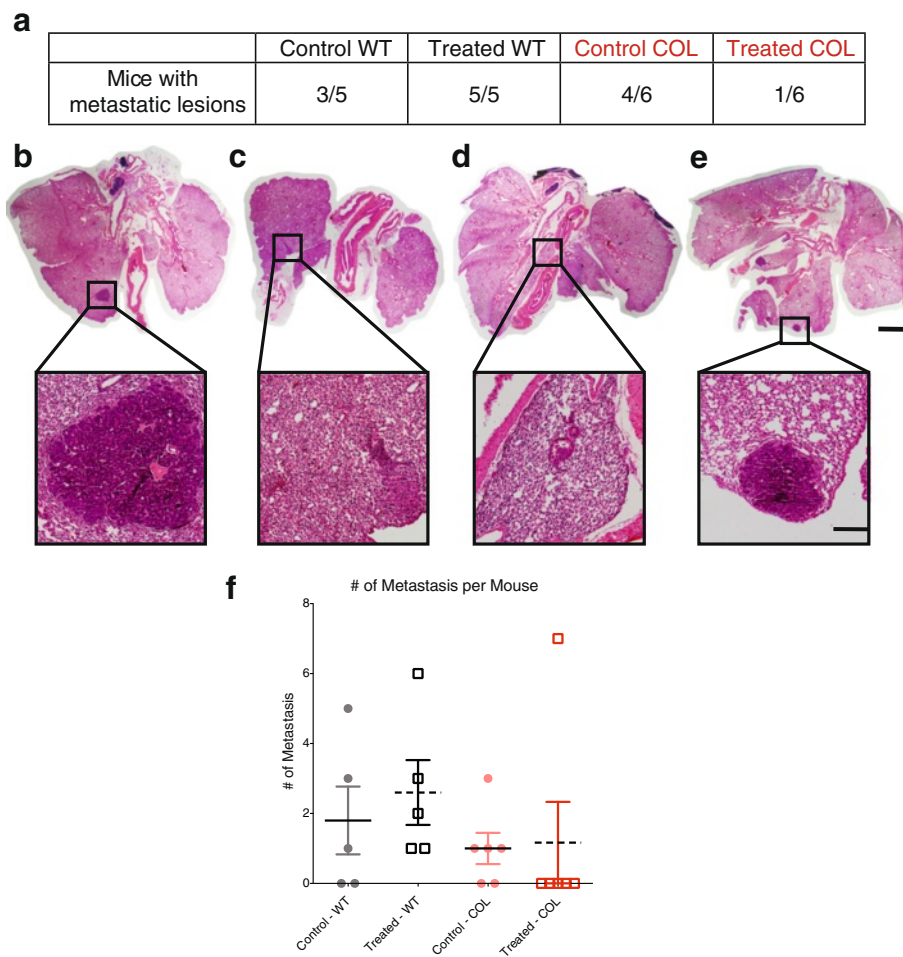 a
Control WT Treated WT Control COL Treated COL
Mice with
metastatic lesions
3/5 5/5 4/6 1/6
b c d e
f
# of Metastasis per Mouse
# of Metastasis
8
6
4
2
0
Control - WT
Treated - WT
Control - COL
Treated - COL